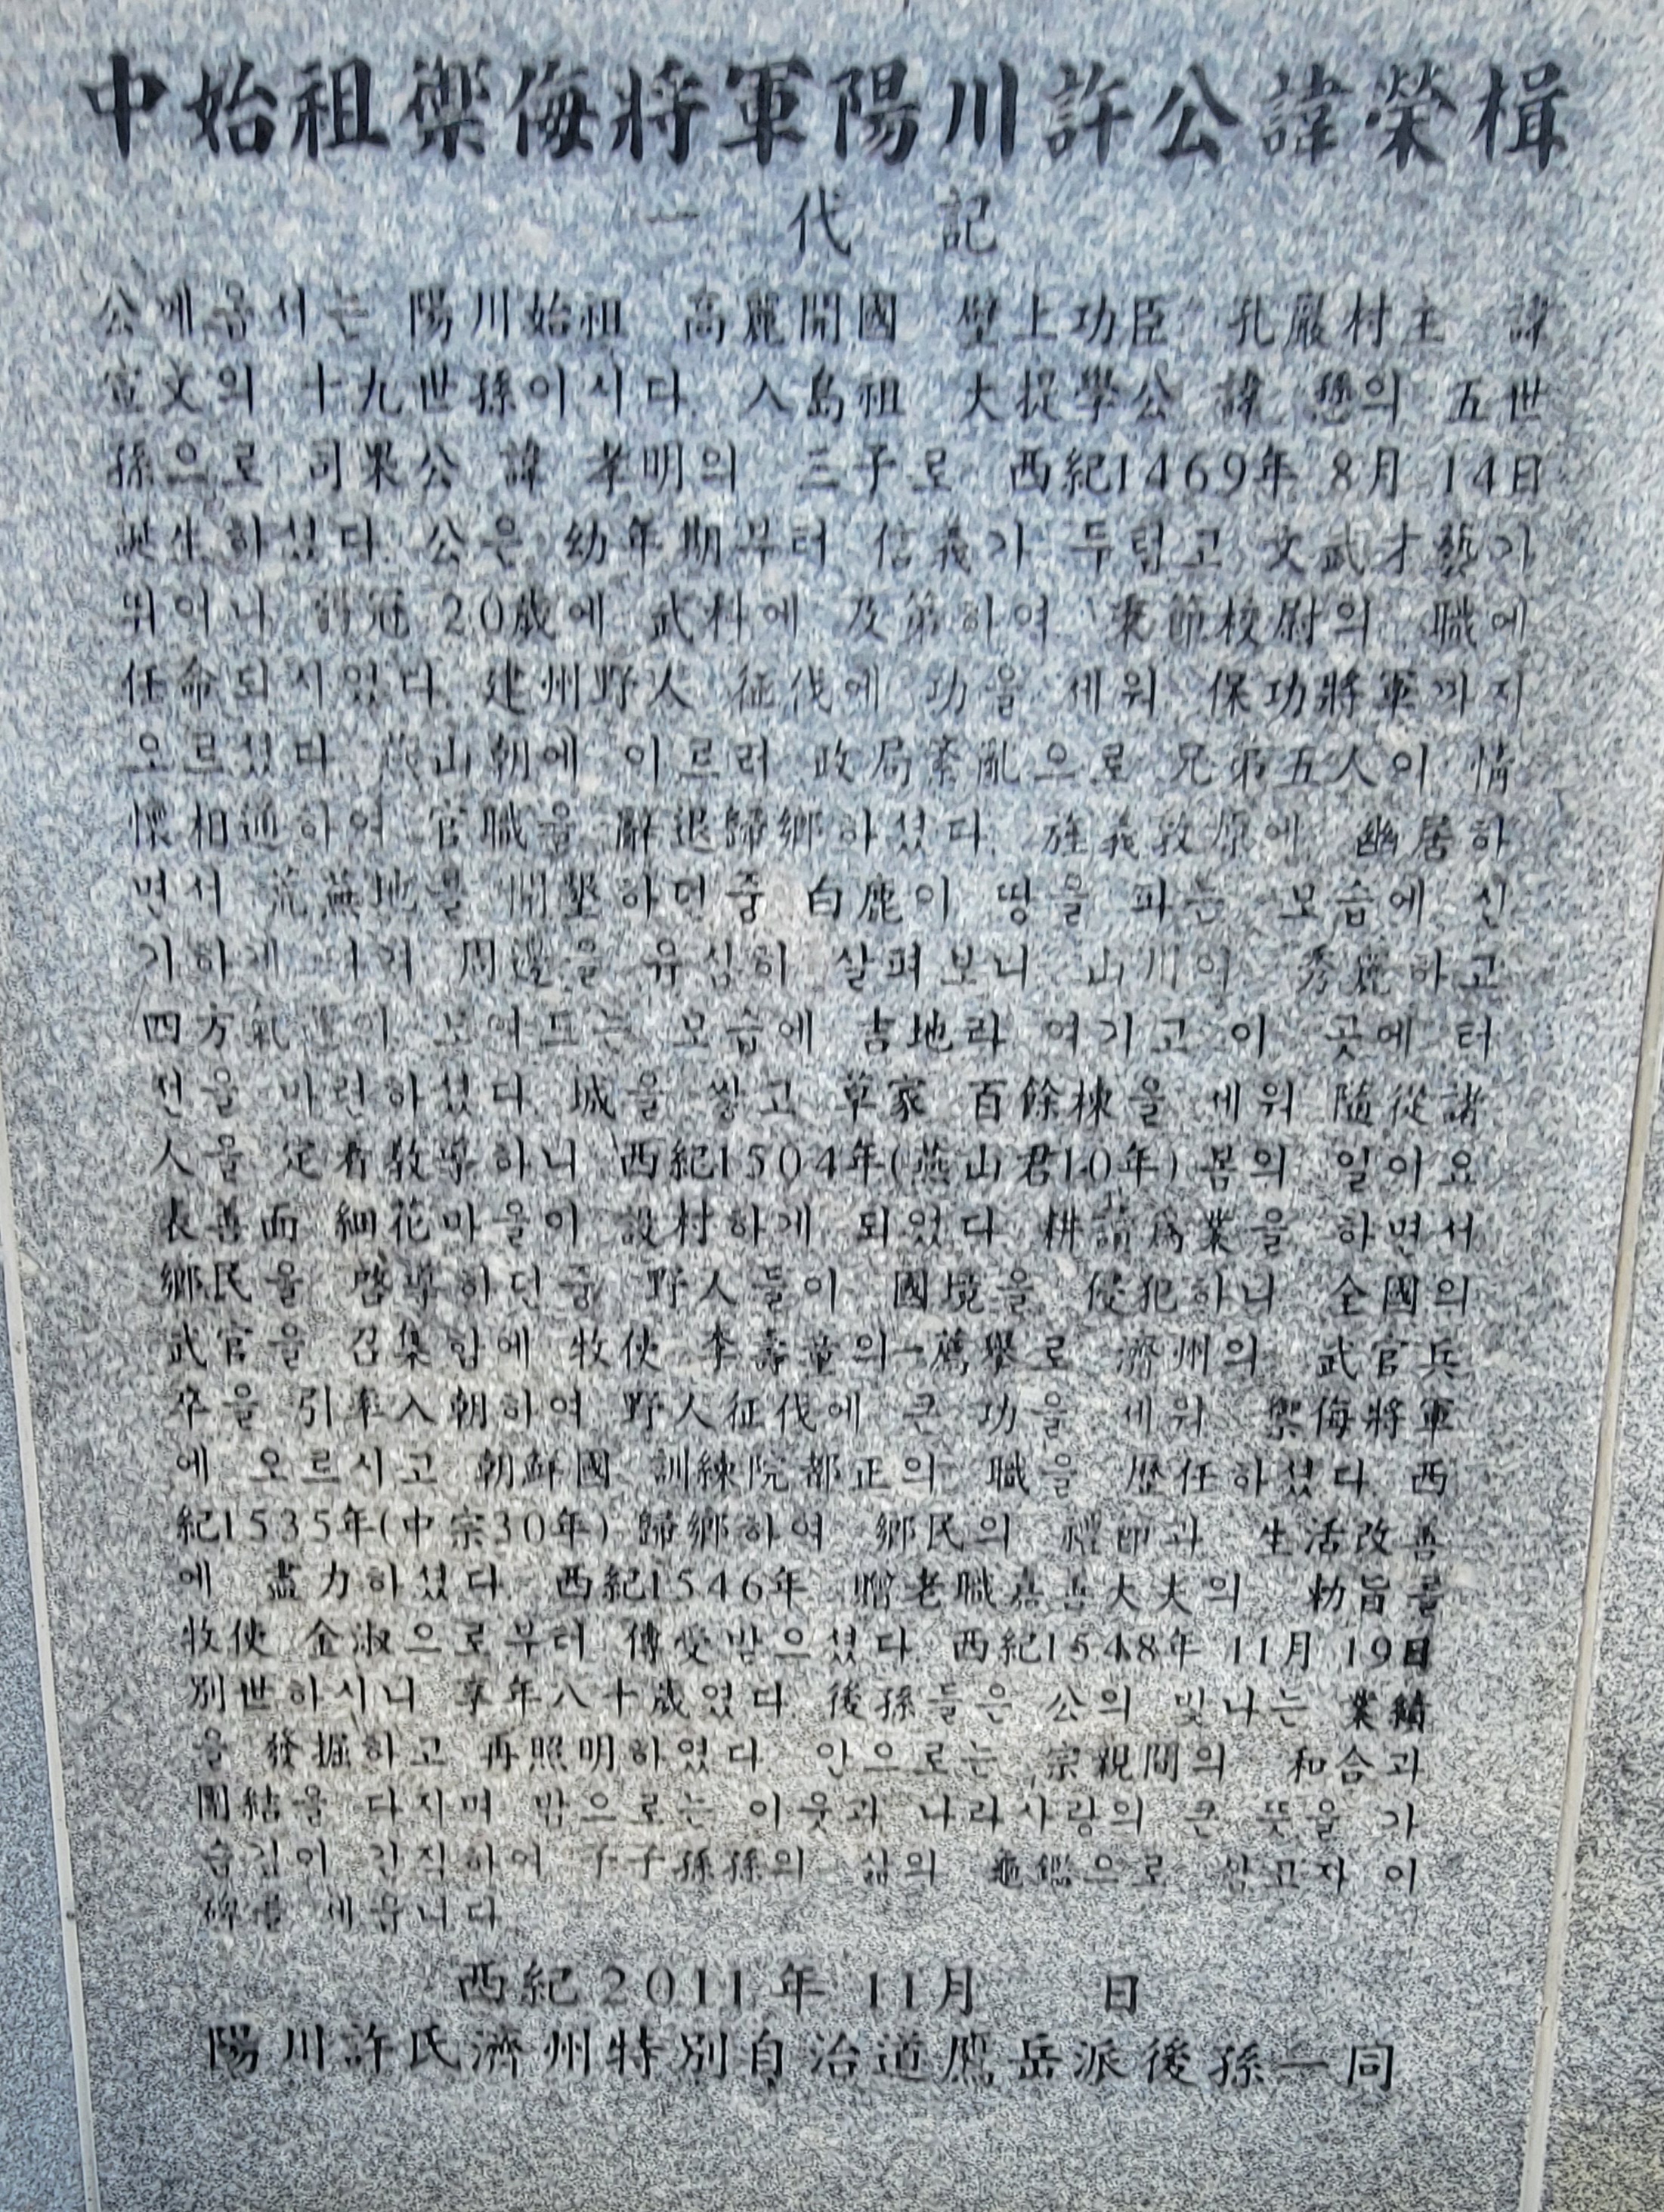 中始祖禦侮將軍陽川許公諱榮楫
一 代 記
公께옵서는 陽川始祖 高麗開國 壁上功臣 孔巖村主 諱
宣文의 十九世孫이시다. 入島祖 大提學公 諱 의 五世
孫으로 司果公 諱 孝明의 三子로 西紀1469年 8月 14日
誕生하셨다. 公은 幼年期부터 信義가 두텁고 文武才藝가
뛰어나 弱冠 20歲에 武科에 及第하여 秉節校尉의 職에
任命되시었다. 建州野人 征伐에 功을 세워 保功將軍까지
오르셨다. 燕山朝에 이르러 政局紊亂으로 兄弟五人이 情
懷相通하여 官職을 辭退歸鄕하셨다. 旌義 에 幽居하
면서 荒蕪地를 開墾하던중 白鹿이 땅을 파는 모습에 신
기하게 여겨 周邊을 유심히 살펴보니 山川이 秀麗하고
四方氣運이 모여드는 모습에 吉地라 여기고 이 곳에 터
전을 마련하셨다. 城을 쌓고 草家 百餘棟을 세워 隨從諸
人을 定着敎導하니 西紀1504年(燕山君10年) 봄의 일이요
表善面 細花마을이 設村하게 되었다. 耕讀爲業을 하면서
鄕民을 啓導하던중 野人들이 國境을 侵犯하니 全國의
武官을 召集함에 牧使 李壽童의 薦擧로 濟州의 武官兵
卒을 引率入朝하여 野人征伐에 큰 功을 세워 禦侮將軍
에 오르시고 朝鮮國 訓練院都正의 職을 歷任하셨다. 西
紀1535年(中宗30年) 歸鄕하여 鄕民의 禮節과 生活改善
에 盡力하셨다. 西紀1546年 贈老職嘉善大夫의 勅旨를
牧使 金淑으로부터 傳受받으셨다. 西紀1548年 11月 19日
別世하시니 享年八十歲였다. 後孫들은 公의 빛나는 業績
을 發掘하고 再照明하였다. 안으로는 宗親間의 和合과
團結을 다지며 밖으로는 이웃과 나라사랑의 큰 뜻을 가
슴깊이 간직하여 子子孫孫의 삶의 龜鑑으로 삼고자 이
碑를 세웁니다.
西紀2011年 11月 日
陽川許氏濟州特別自治道鷹岳派後孫一同